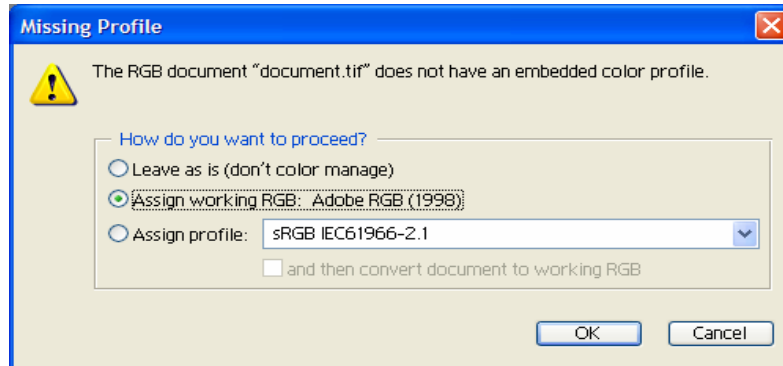 Missing Profile
The RGB document "document.tif" does not have an embedded color profile.
How do you want to proceed?
Leave as is (don't color manage)
Assign working RGB: Adobe RGB (1998)
Assign profile: sRGB IEC61966-2.1
and then convert document to working RGB
OK Cancel